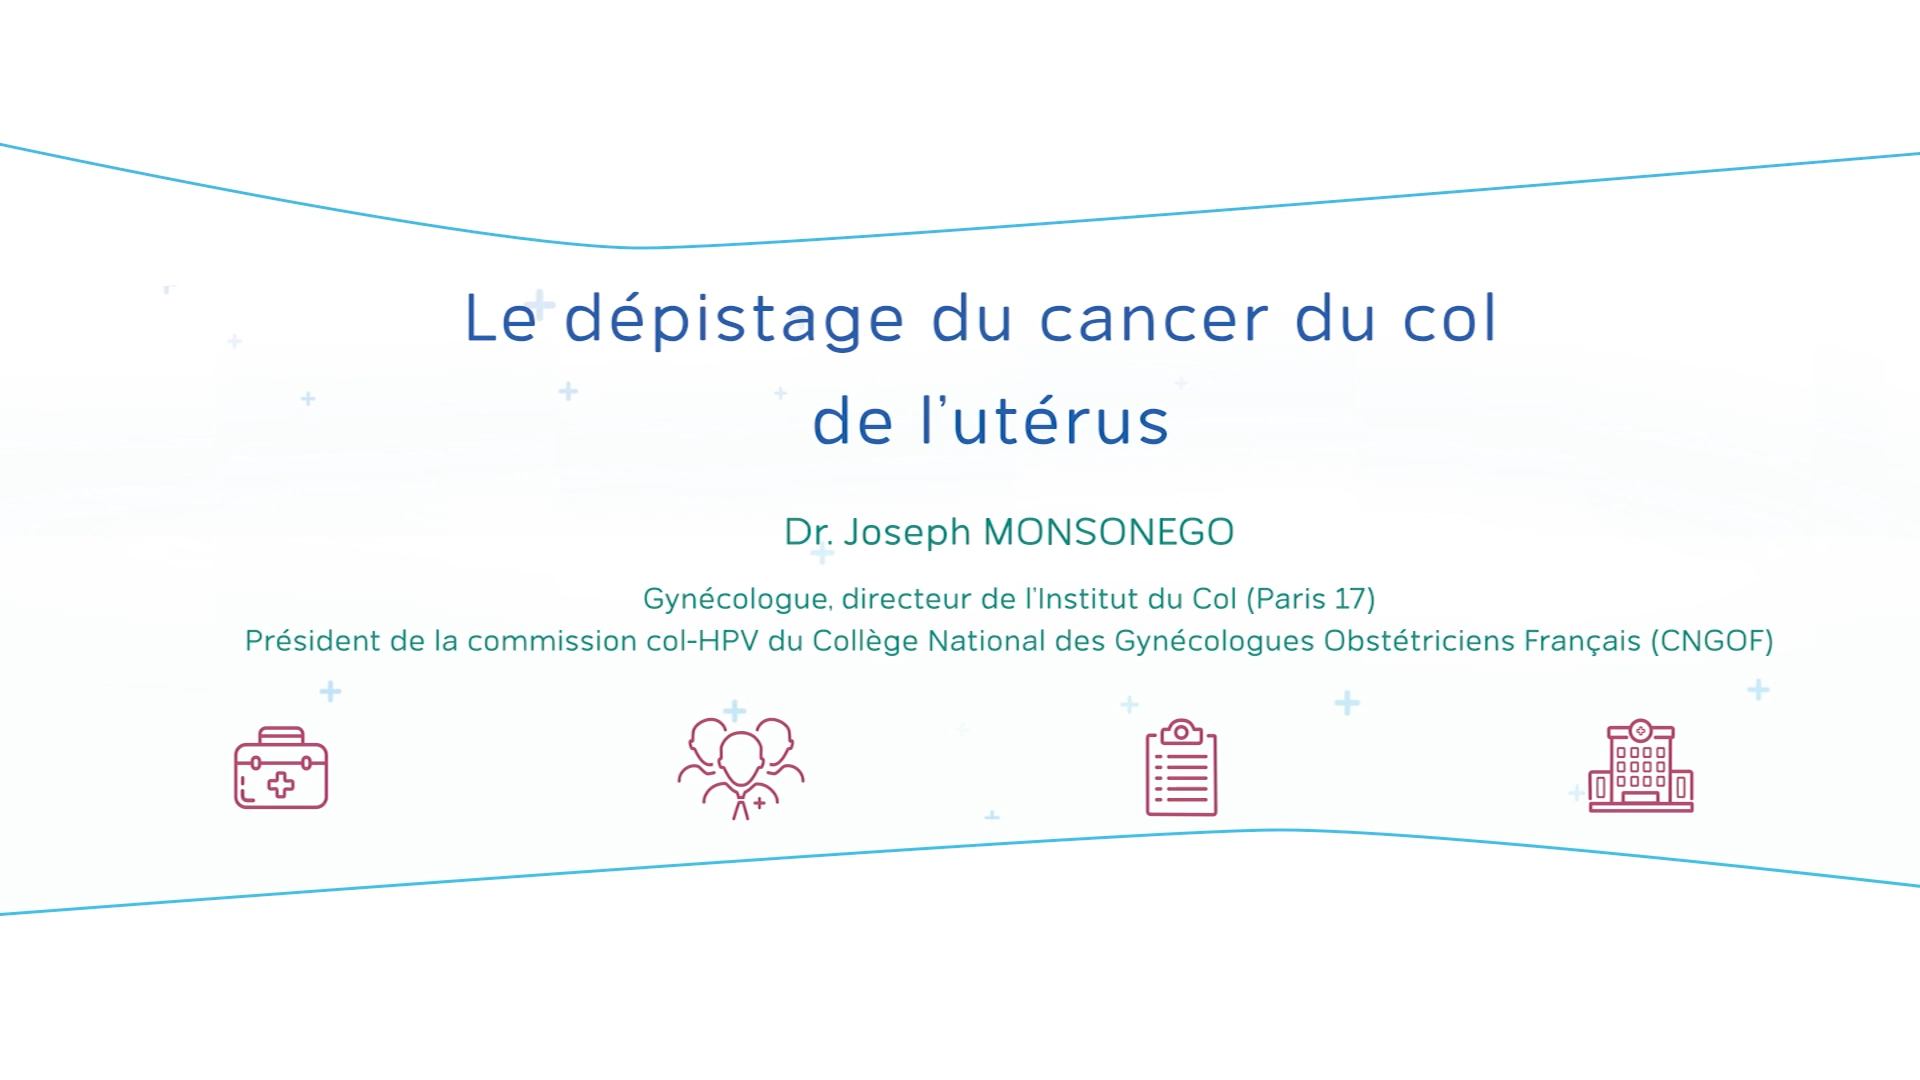 Le dépistage du cancer du col
de l'utérus
Dr. Joseph MONSONEGO
Gynécologue, directeur de l'Institut du Col (Paris 17)
Président de la commission col-HPV du Collège National des Gynécologues Obstétriciens Français (CNGOF)